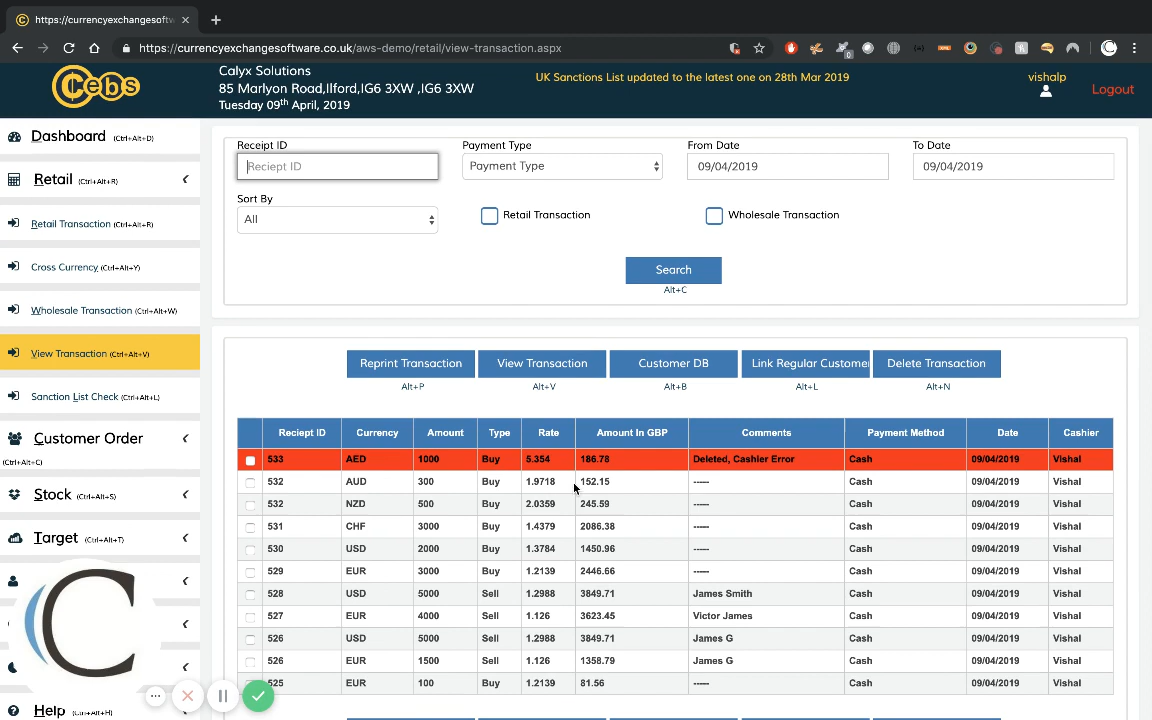 https://currencyexchangesoftw
https://currencyexchangesoftware.co.uk/aws-demo/retail/view-transaction.aspx
Cebs
Calyx Solutions
85 Marlyon Road,Ilford,IG6 3XW ,IG6 3XW
Tuesday 09th April, 2019
UK Sanctions List updated to the latest one on 28th Mar 2019
vishalp
Logout
Dashboard (Ctrl+Alt+D)
Retail (Ctrl+Alt+R)
Retail Transaction (Ctrl+Alt+R)
Cross Currency (Ctrl+Alt+Y)
Wholesale Transaction (Ctrl+Alt+W)
View Transaction (Ctrl+Alt+V)
Sanction List Check (Ctrl+Alt+L)
Customer Order
(Ctrl+Alt+C)
Stock (Ctrl+Alt+S)
Target (Ctrl+Alt+T)
Help (Ctrl+Alt+H)
Receipt ID Payment Type From Date To Date
Reciept ID Payment Type 09/04/2019 09/04/2019
Sort By
All Retail Transaction Wholesale Transaction
Search
Alt+C
Reprint Transaction View Transaction Customer DB Link Regular Customer Delete Transaction
Alt+P Alt+V Alt+B Alt+L Alt+N
Reciept ID Currency Amount Type Rate Amount In GBP Comments Payment Method Date Cashier
533 AED 1000 Buy 5.354 186.78 Deleted, Cashier Error Cash 09/04/2019 Vishal
532 AUD 300 Buy 1.9718 152.15 ----- Cash 09/04/2019 Vishal
532 NZD 500 Buy 2.0359 245.59 ----- Cash 09/04/2019 Vishal
531 CHF 3000 Buy 1.4379 2086.38 ----- Cash 09/04/2019 Vishal
530 USD 2000 Buy 1.3784 1450.96 ----- Cash 09/04/2019 Vishal
529 EUR 3000 Buy 1.2139 2446.66 ----- Cash 09/04/2019 Vishal
528 USD 5000 Sell 1.2988 3849.71 James Smith Cash 09/04/2019 Vishal
527 EUR 4000 Sell 1.126 3623.45 Victor James Cash 09/04/2019 Vishal
526 USD 5000 Sell 1.2988 3849.71 James G Cash 09/04/2019 Vishal
526 EUR 1500 Sell 1.126 1358.79 James G Cash 09/04/2019 Vishal
525 EUR 100 Buy 1.2139 81.56 ----- Cash 09/04/2019 Vishal